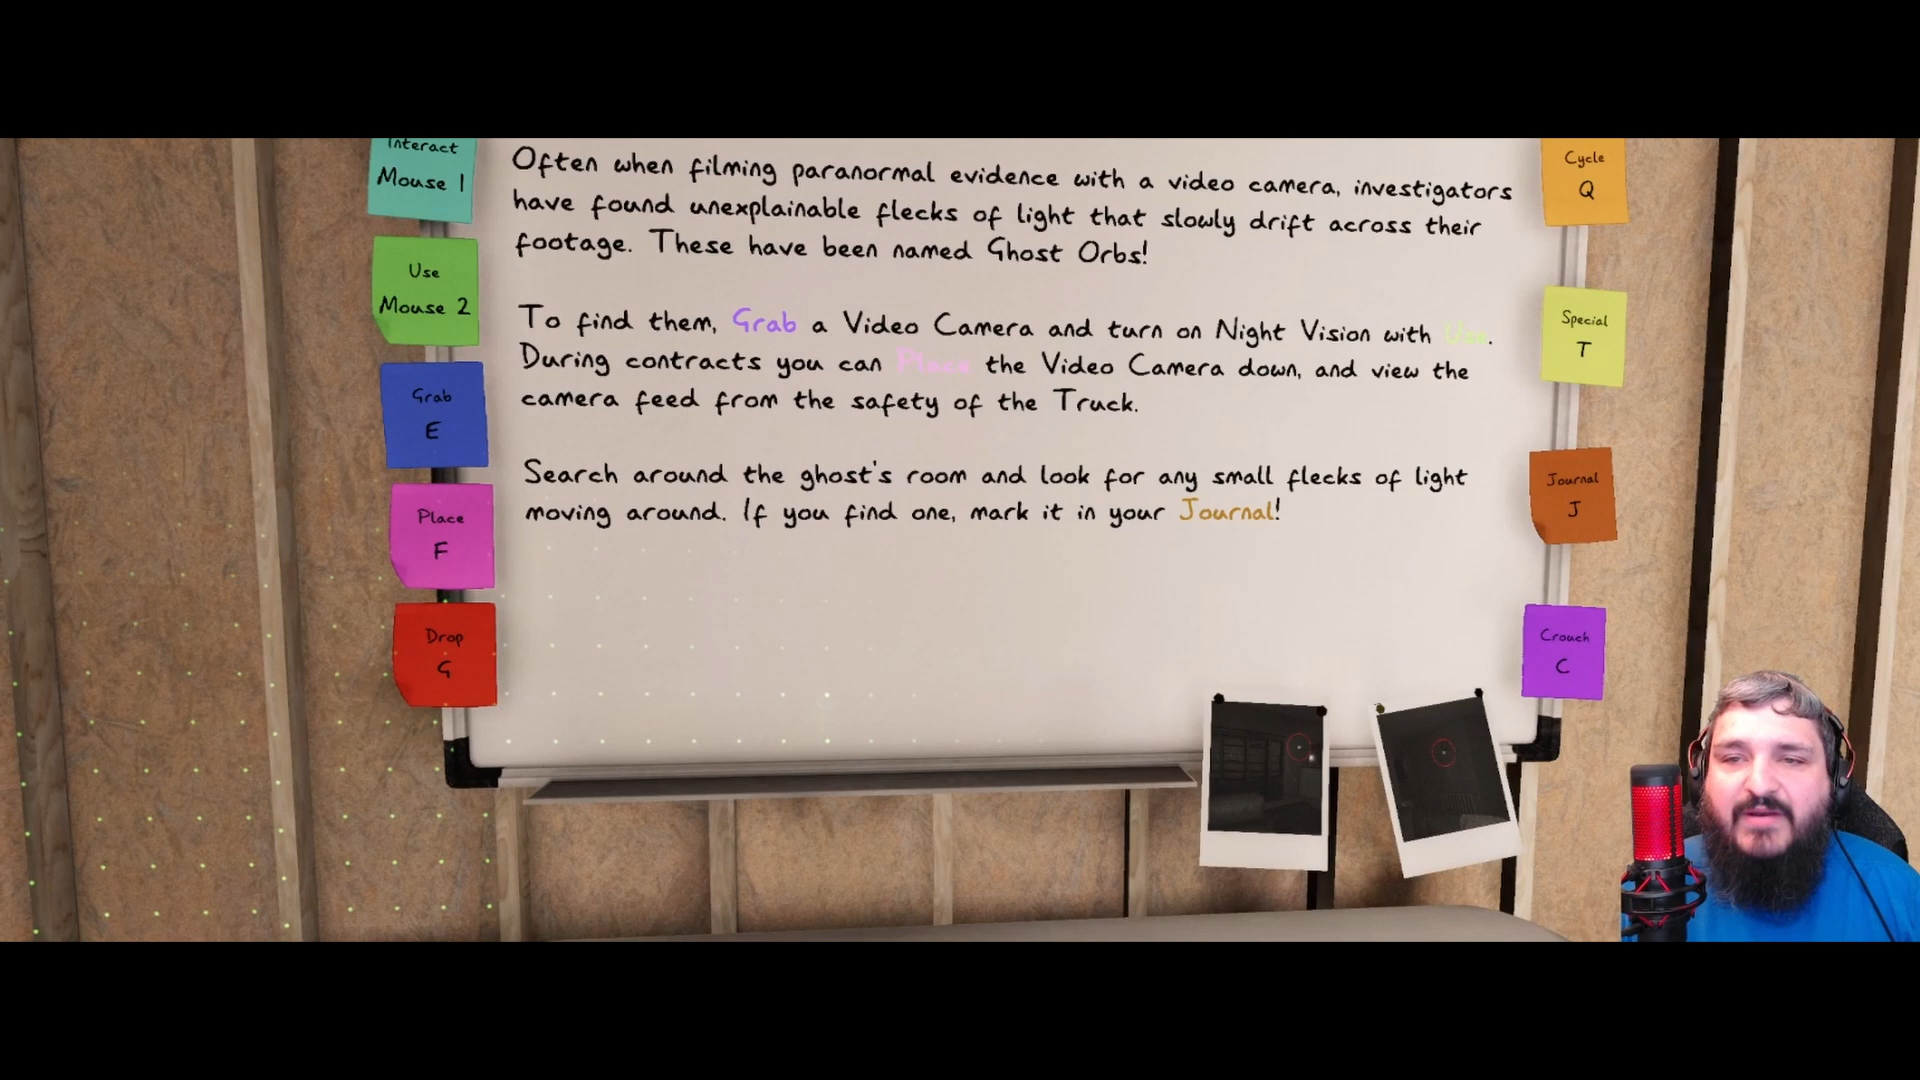 Interact
Mouse 1
Use
Mouse 2
Grab
E
Place
F
Drop
G
Often when filming paranormal evidence with a video camera, investigators
have found unexplainable flecks of light that slowly drift across their
footage. These have been named Ghost Orbs!
To find them, Grab a Video Camera and turn on Night Vision with Use.
During contracts you can Place the Video Camera down, and view the
camera feed from the safety of the Truck.
Search around the ghost's room and look for any small flecks of light
moving around. If you find one, mark it in your Journal!
Cycle
Q
Special
T
Journal
J
Crouch
C